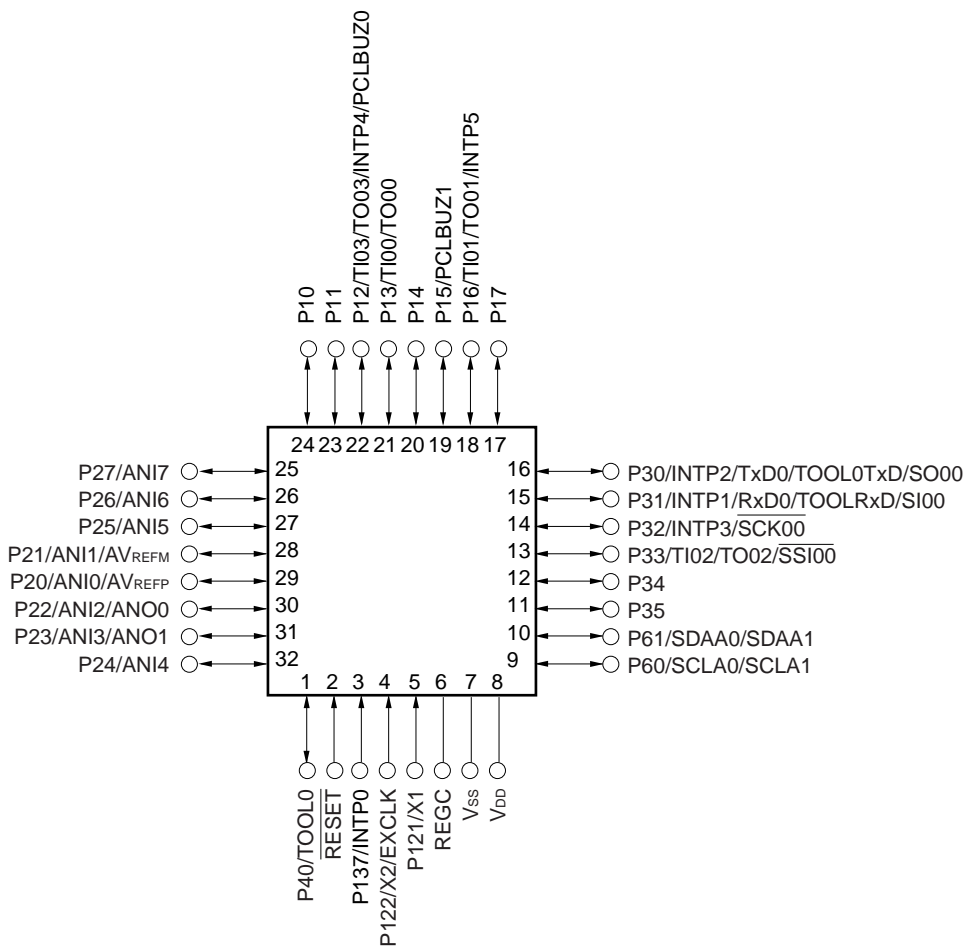 P10
P11
P12/TI03/TO03/INTP4/PCLBUZ0
P13/TI00/TO00
P14
P15/PCLBUZ1
P16/TI01/TO01/INTP5
P17
24 23 22 21 20 19 18 17
P27/ANI7 25
P26/ANI6 26
P25/ANI5 27
P21/ANI1/AVREFM 28
P20/ANI0/AVREFP 29
P22/ANI2/ANO0 30
P23/ANI3/ANO1 31
P24/ANI4 32
16 P30/INTP2/TxD0/TOOL0TxD/SO00
15 P31/INTP1/RxD0/TOOLRxD/SI00
14 P32/INTP3/SCK00
13 P33/TI02/TO02/SSI00
12 P34
11 P35
10 P61/SDAA0/SDAA1
9 P60/SCLA0/SCLA1
1 2 3 4 5 6 7 8
P40/TOOL0
RESET
P137/INTP0
P122/X2/EXCLK
P121/X1
REGC
VSS
VDD